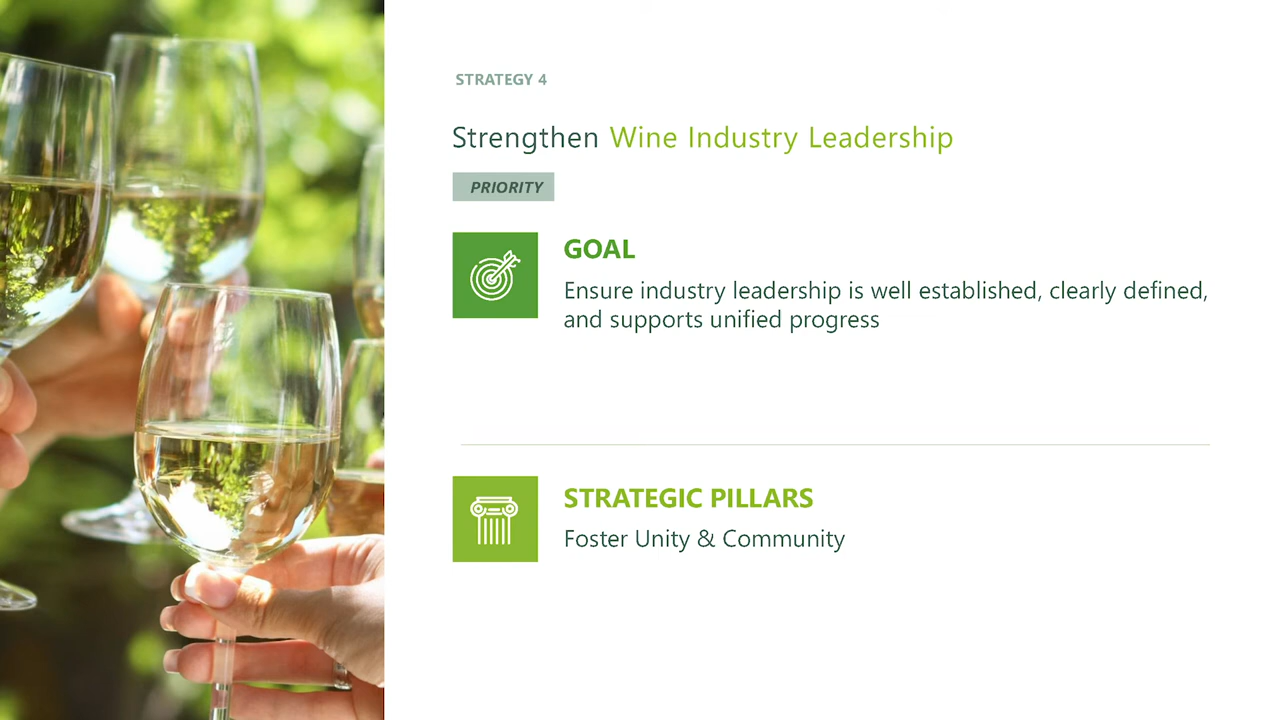 STRATEGY 4
Strengthen Wine Industry Leadership
PRIORITY
GOAL
Ensure industry leadership is well established, clearly defined,
and supports unified progress
STRATEGIC PILLARS
Foster Unity & Community